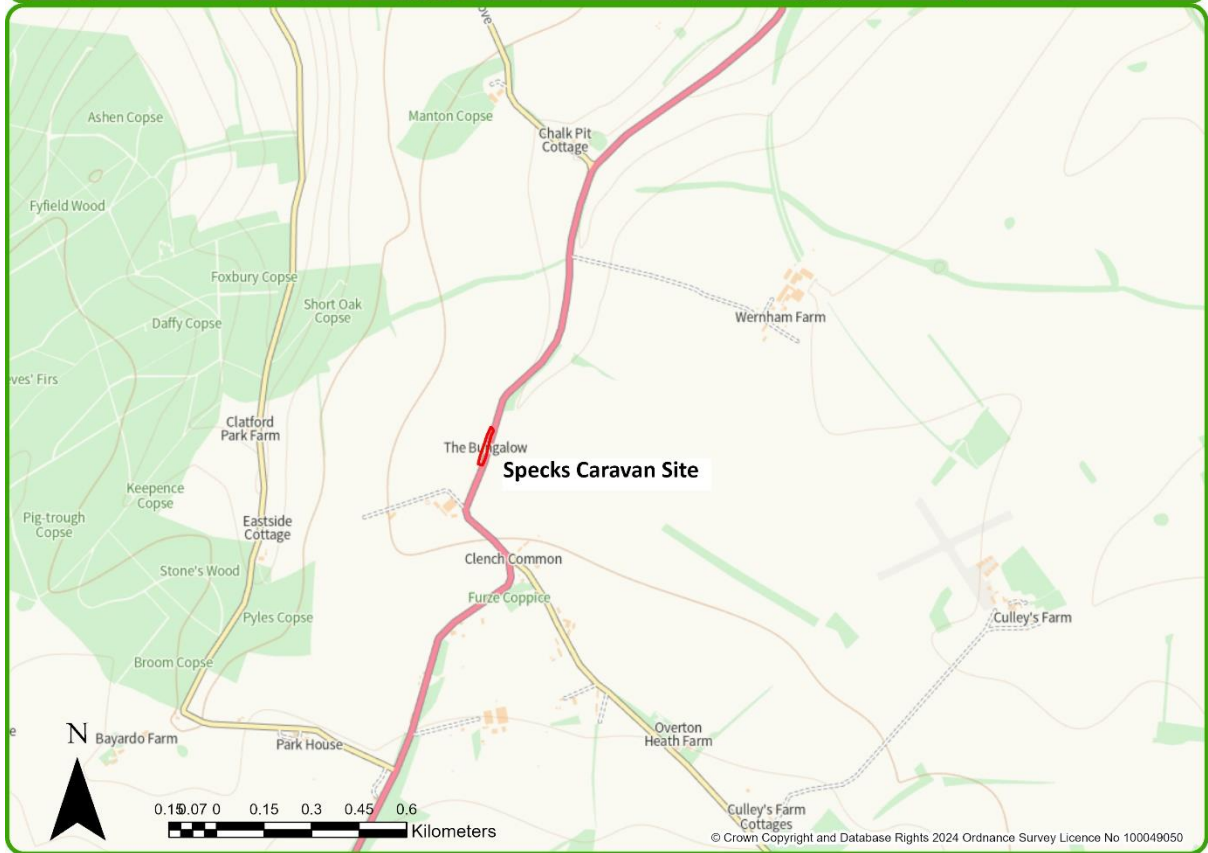 ove
Ashen Copse
Manton Copse
Chalk Pit
Cottage
Fyfield Wood
Foxbury Copse
Short Oak
Copse
Daffy Copse
Wernham Farm
ves' Firs
Clatford
Park Farm
The Bungalow
Specks Caravan Site
Keepence
Copse
Pig-trough
Copse
Eastside
Cottage
Clench Common
Stone's Wood
Furze Coppice
Pyles Copse
Culley's Farm
Broom Copse
e
N
Bayardo Farm
Park House
Overton
Heath Farm
0.15 0.07 0 0.15 0.3 0.45 0.6
Kilometers
Culley's Farm
Cottages
© Crown Copyright and Database Rights 2024 Ordnance Survey Licence No 100049050